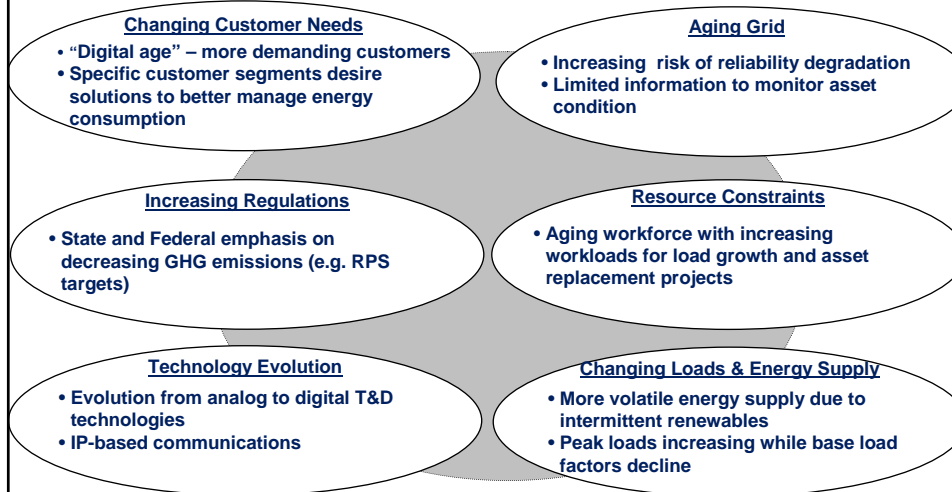 Changing Customer Needs
• “Digital age” – more demanding customers
• Specific customer segments desire
solutions to better manage energy
consumption
Aging Grid
• Increasing risk of reliability degradation
• Limited information to monitor asset
condition
Increasing Regulations
• State and Federal emphasis on
decreasing GHG emissions (e.g. RPS
targets)
Resource Constraints
• Aging workforce with increasing
workloads for load growth and asset
replacement projects
Technology Evolution
• Evolution from analog to digital T&D
technologies
• IP-based communications
Changing Loads & Energy Supply
• More volatile energy supply due to
intermittent renewables
• Peak loads increasing while base load
factors decline